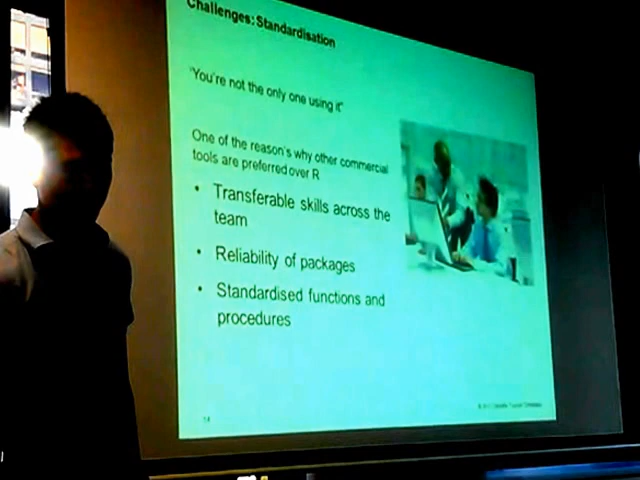 Challenges: Standardisation
"You're not the only one using it"
One of the reason's why other commercial
tools are preferred over R
• Transferable skills across the
team
• Reliability of packages
• Standardised functions and
procedures
14